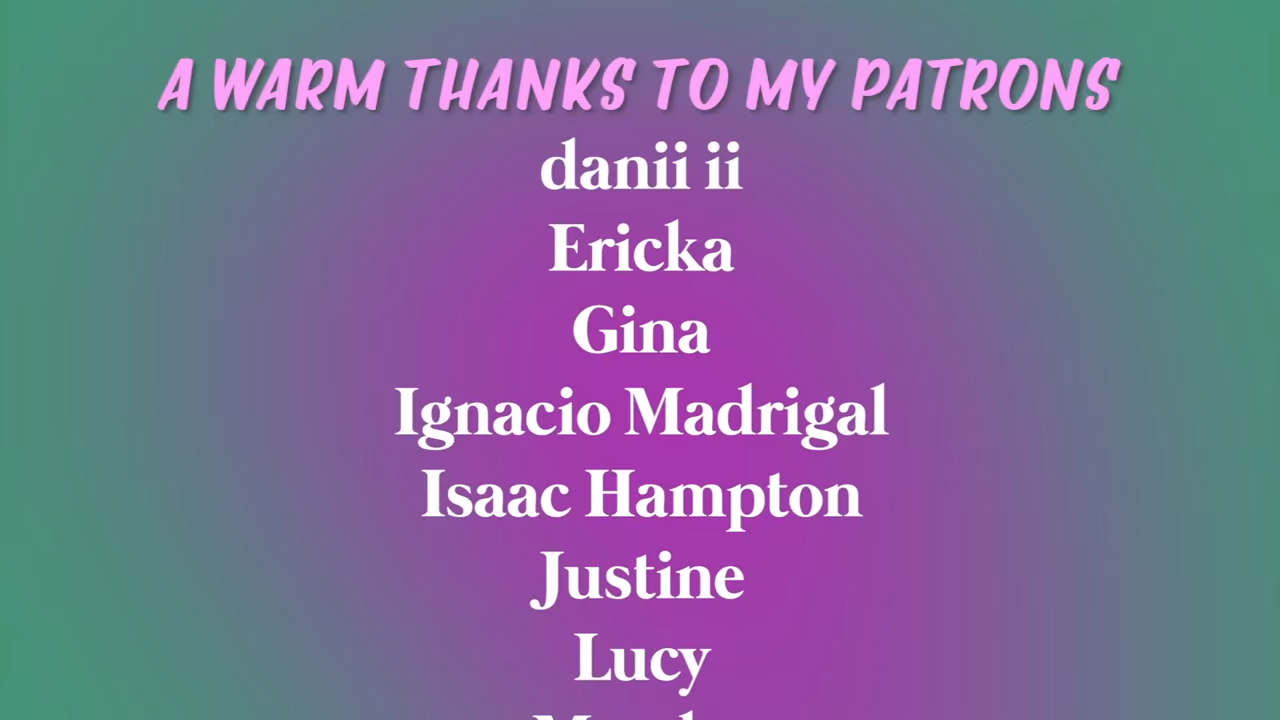 A WARM THANKS TO MY PATRONS
danii ii
Ericka
Gina
Ignacio Madrigal
Isaac Hampton
Justine
Lucy